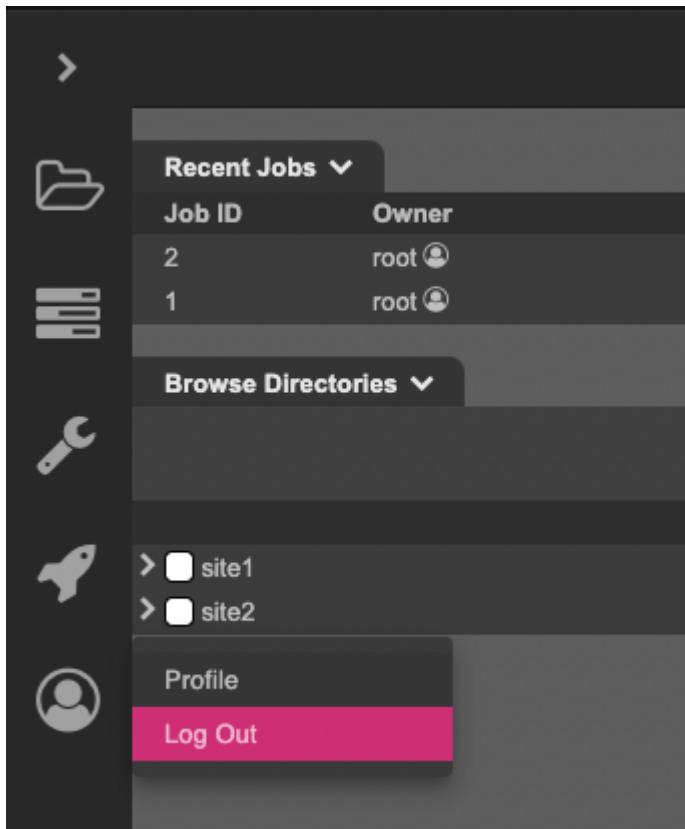 Recent Jobs
Job ID Owner
2 root
1 root
Browse Directories
site1
site2
Profile
Log Out